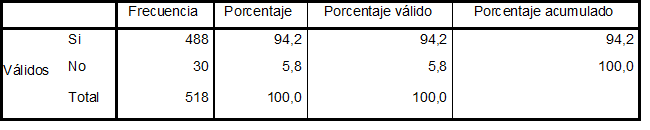 Frecuencia Porcentaje Porcentaje válido Porcentaje acumulado
Válidos Si 488 94,2 94,2 94,2
No 30 5,8 5,8 100,0
Total 518 100,0 100,0